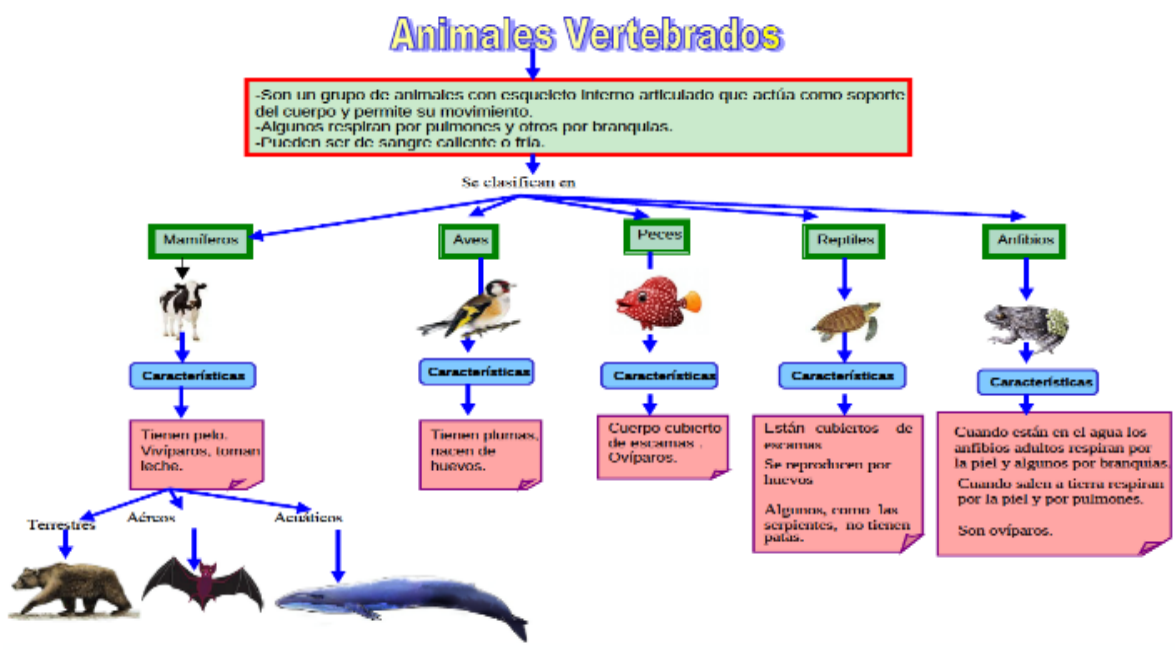 Animales Vertebrados
-Son un grupo de animales con esqueleto interno articulado que actúa como soporte
del cuerpo y permite su movimiento.
-Algunos respiran por pulmones y otros por branquias.
-Pueden ser de sangre caliente o fría.
Se clasifican en
Mamíferos
Aves
Peces
Reptiles
Anfibios
Características
Características
Características
Características
Características
Tienen pelo.
Vivíparos, toman
leche.
Tienen plumas,
nacen de
huevos.
Cuerpo cubierto
de escamas .
Ovíparos.
Están cubiertos de
escamas
Se reproducen por
huevos
Algunos, como las
serpientes, no tienen
patas.
Cuando están en el agua los
anfibios adultos respiran por
la piel y algunos por branquias.
Cuando salen a tierra respiran
por la piel y por pulmones.
Son ovíparos.
Terrestres
Aéreos
Acuáticos